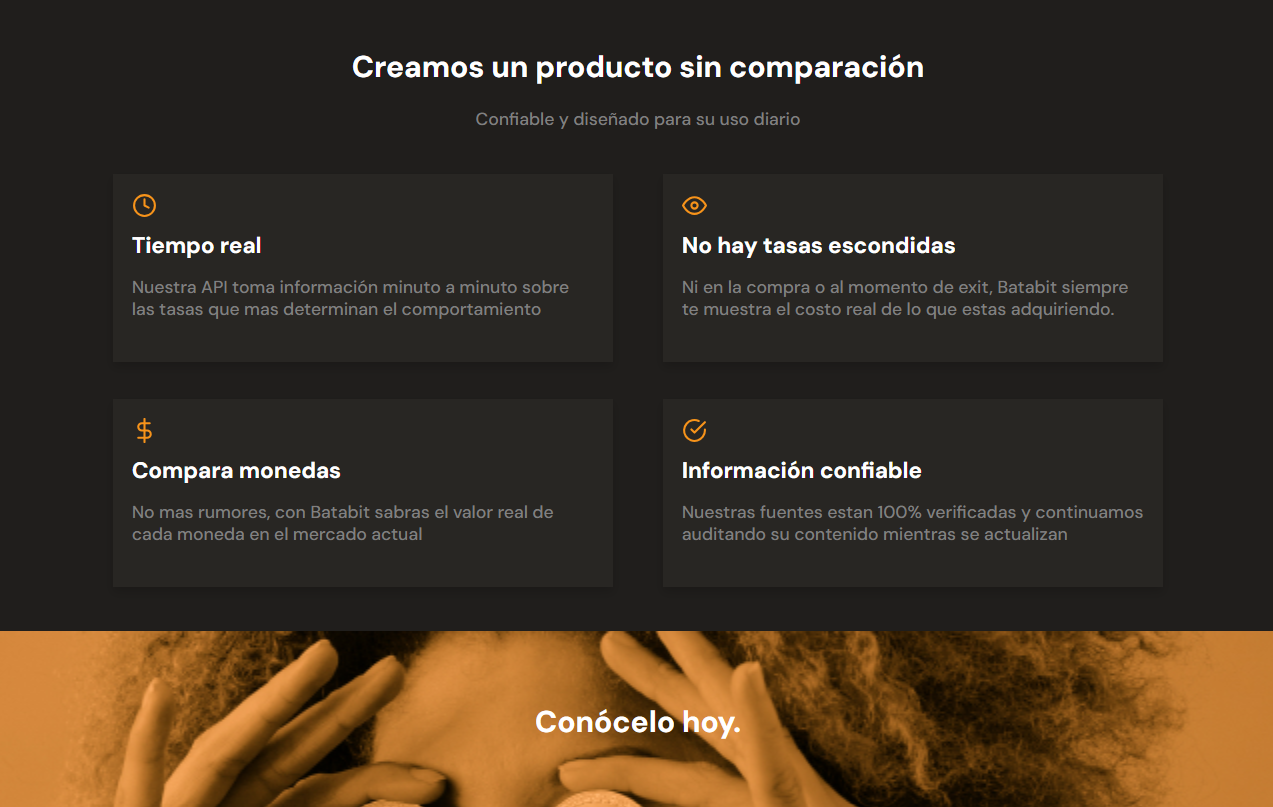 Creamos un producto sin comparación
Confiable y diseñado para su uso diario
Tiempo real
Nuestra API toma información minuto a minuto sobre
las tasas que mas determinan el comportamiento
No hay tasas escondidas
Ni en la compra o al momento de exit, Batabit siempre
te muestra el costo real de lo que estas adquiriendo.
Compara monedas
No mas rumores, con Batabit sabras el valor real de
cada moneda en el mercado actual
Información confiable
Nuestras fuentes estan 100% verificadas y continuamos
auditando su contenido mientras se actualizan
Conócelo hoy.